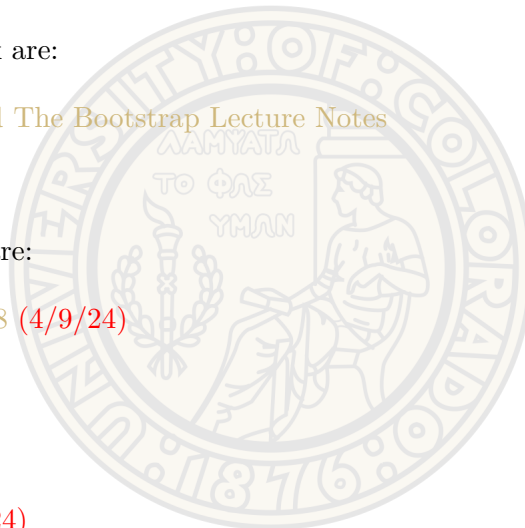 are:
The Bootstrap Lecture Notes
UNIVERSITY OF COLORADO
ΛΑΜΨΑΤΩ
ΤΟ ΦΩΣ
ΥΜΩΝ
re:
8 (4/9/24)
1876
4)